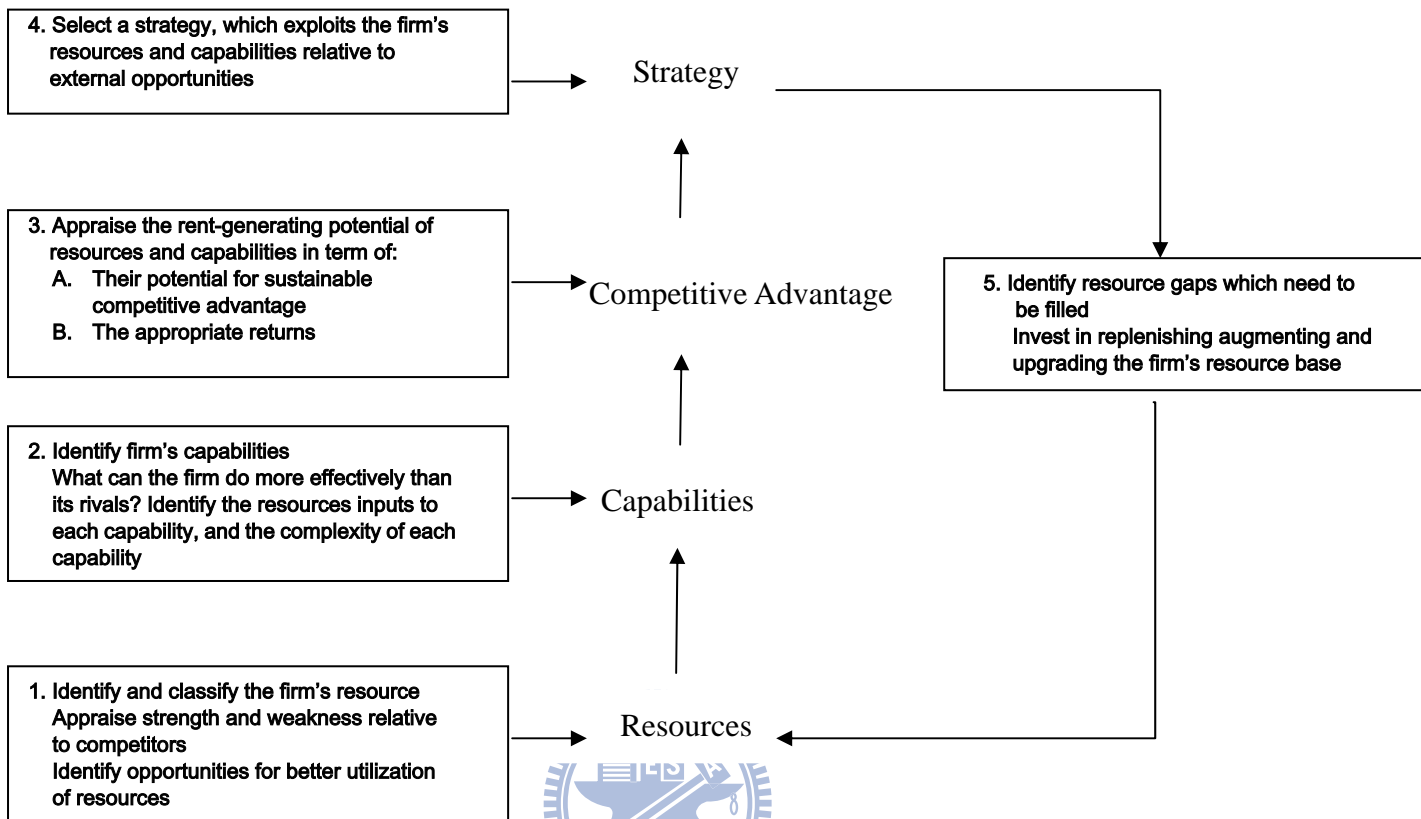 4. Select a strategy, which exploits the firm's
resources and capabilities relative to
external opportunities
Strategy
3. Appraise the rent-generating potential of
resources and capabilities in term of:
A. Their potential for sustainable
competitive advantage
B. The appropriate returns
Competitive Advantage
5. Identify resource gaps which need to
be filled
Invest in replenishing augmenting and
upgrading the firm's resource base
2. Identify firm's capabilities
What can the firm do more effectively than
its rivals? Identify the resources inputs to
each capability, and the complexity of each
capability
Capabilities
1. Identify and classify the firm's resource
Appraise strength and weakness relative
to competitors
Identify opportunities for better utilization
of resources
Resources